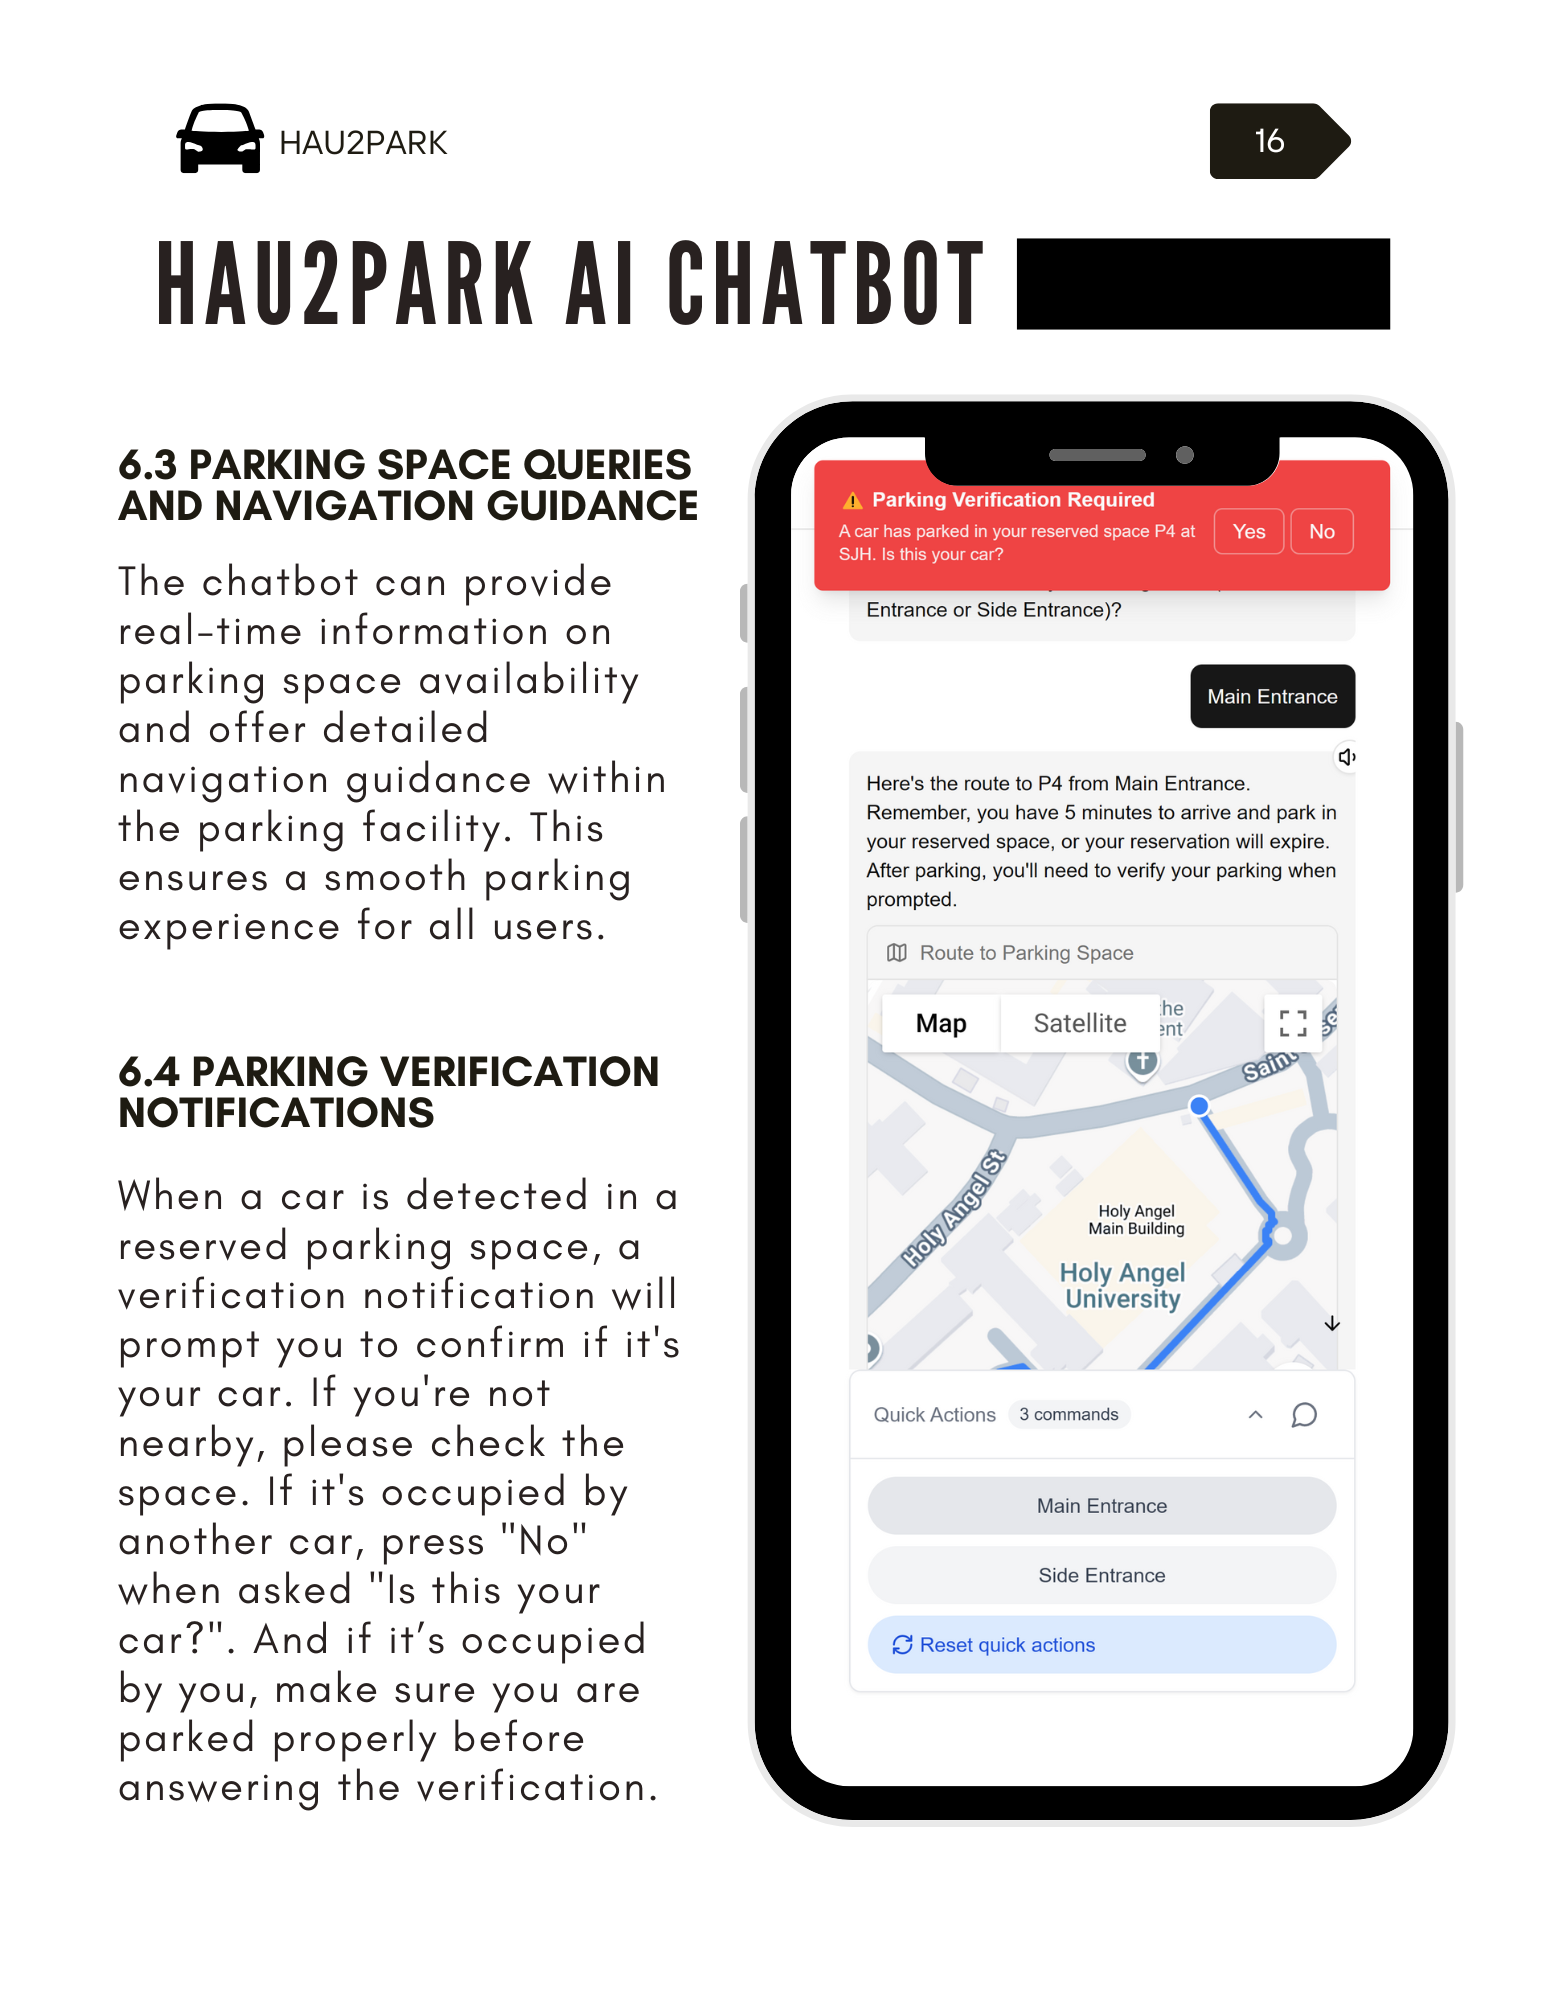 HAU2PARK
16
HAU2PARK AI CHATBOT
6.3 PARKING SPACE QUERIES
AND NAVIGATION GUIDANCE
The chatbot can provide
real-time information on
parking space availability
and offer detailed
navigation guidance within
the parking facility. This
ensures a smooth parking
experience for all users.
6.4 PARKING VERIFICATION
NOTIFICATIONS
When a car is detected in a
reserved parking space, a
verification notification will
prompt you to confirm if it's
your car. If you're not
nearby, please check the
space. If it's occupied by
another car, press "No"
when asked "Is this your
car?". And if it’s occupied
by you, make sure you are
parked properly before
answering the verification.
⚠ Parking Verification Required
A car has parked in your reserved space P4 at
SJH. Is this your car?
Yes
No
Entrance or Side Entrance)?
Main Entrance
Here's the route to P4 from Main Entrance.
Remember, you have 5 minutes to arrive and park in
your reserved space, or your reservation will expire.
After parking, you'll need to verify your parking when
prompted.
Route to Parking Space
Map
Satellite
Saint
Holy Angel St
Holy Angel
Main Building
Holy Angel
University
Quick Actions
3 commands
Main Entrance
Side Entrance
Reset quick actions